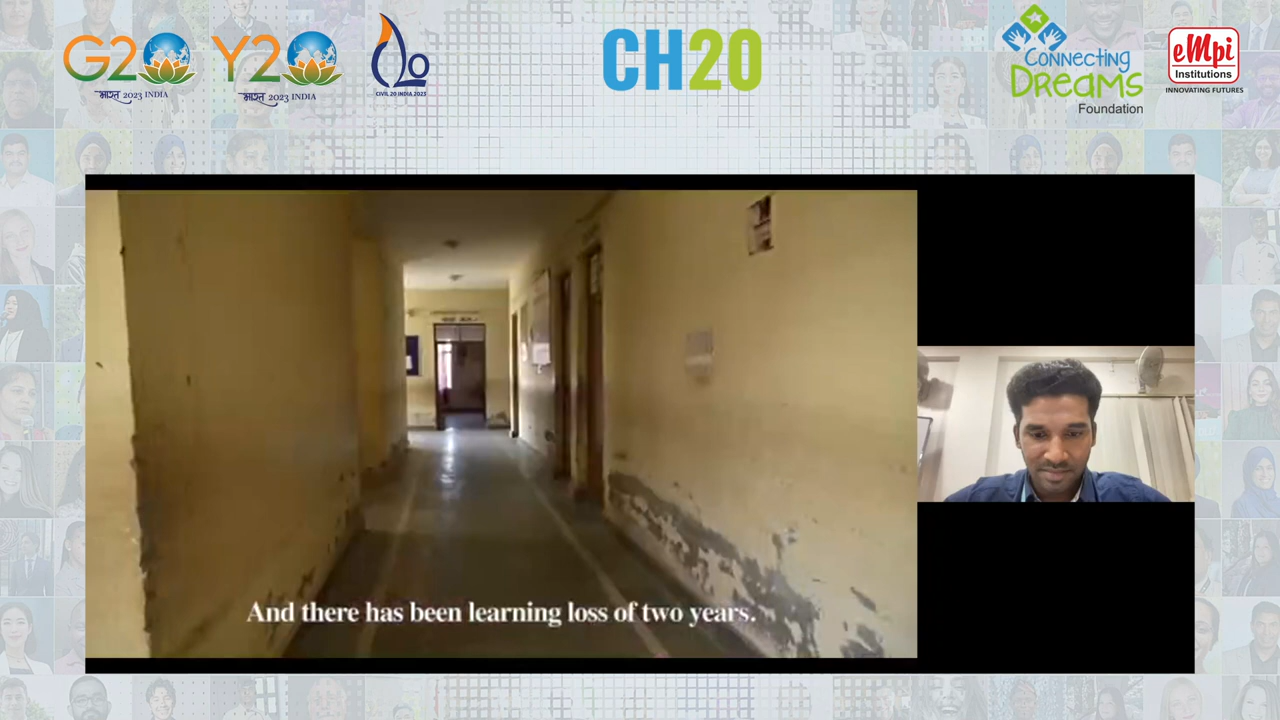 G20
भारत 2023 INDIA
Y20
भारत 2023 INDIA
CIVIL 20 INDIA 2023
CH20
Connecting
DReaMS
Foundation
eMpi
Institutions
INNOVATING FUTURES
And there has been learning loss of two years.